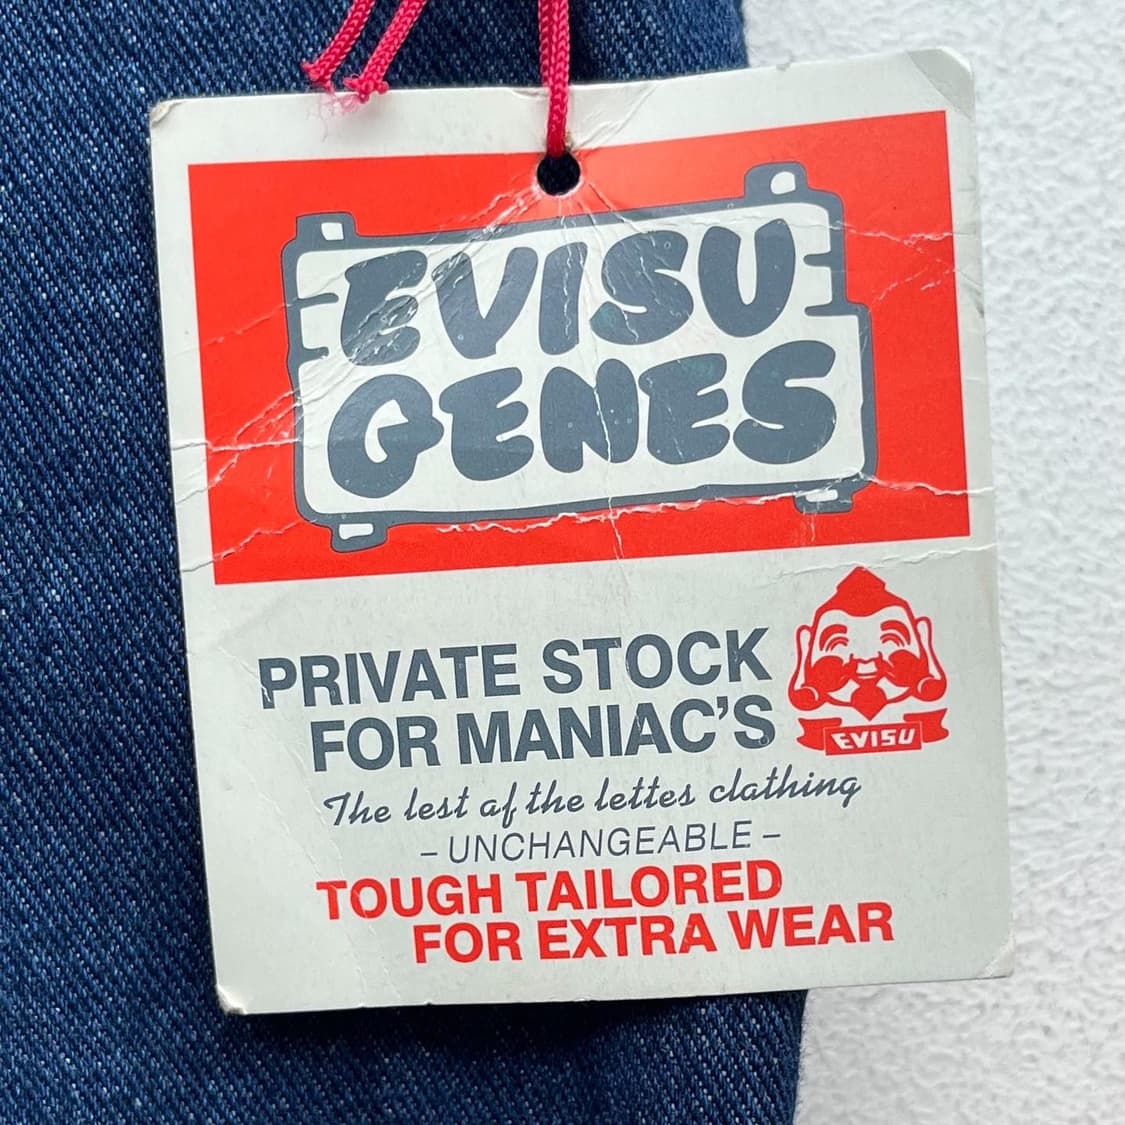 EVISU
GENES
PRIVATE STOCK
FOR MANIAC'S
EVISU
The lest af the lettes clathing
– UNCHANGEABLE –
TOUGH TAILORED
FOR EXTRA WEAR